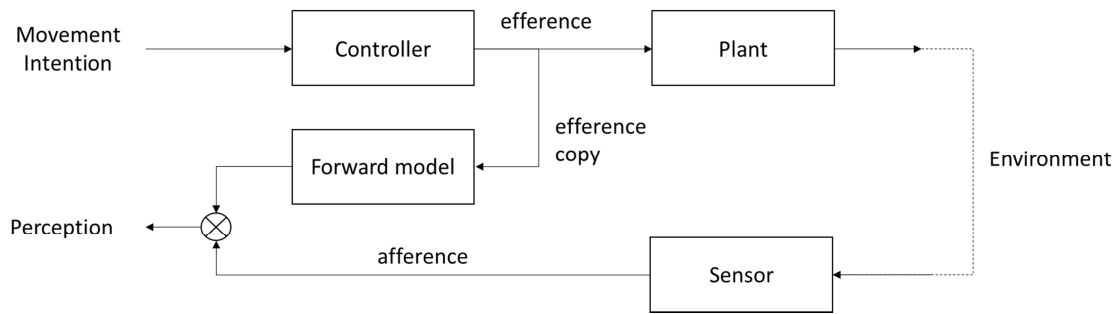 efference
Movement
Intention
Controller
Plant
efference
copy
Forward model
Environment
Perception
afference
Sensor